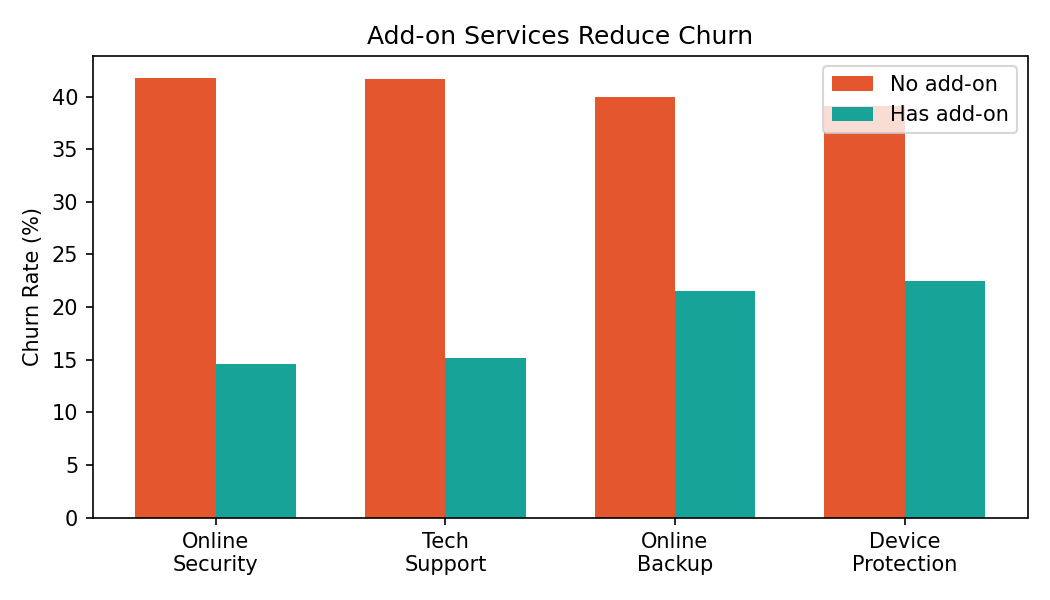 Add-on Services Reduce Churn
No add-on
Has add-on
Churn Rate (%)
40
35
30
25
20
15
10
5
0
Online
Security
Tech
Support
Online
Backup
Device
Protection